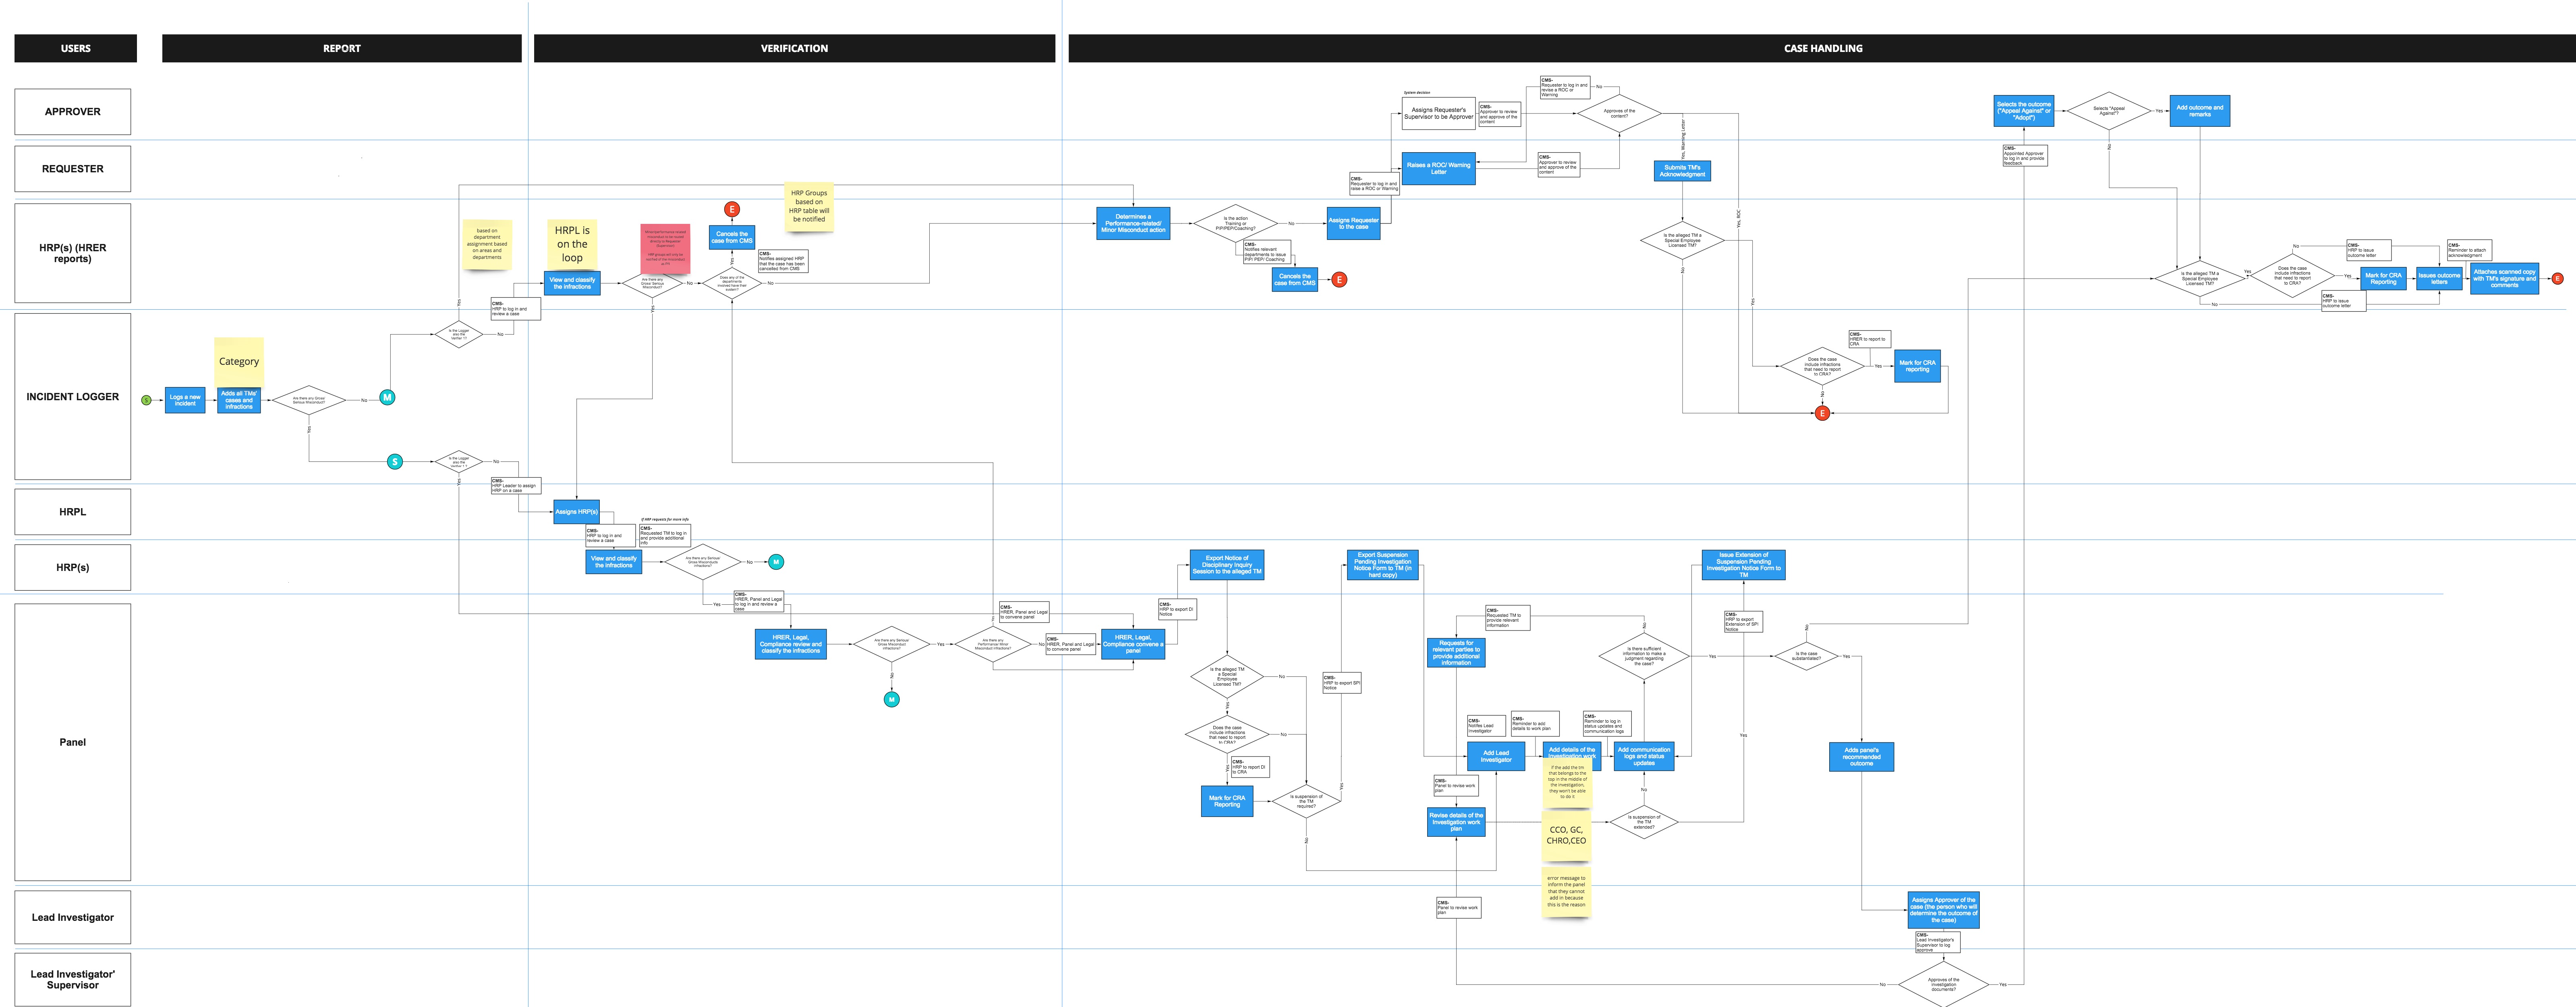 USERS
REPORT
VERIFICATION
CASE HANDLING
APPROVER
System decision
Assigns Requester's
Supervisor to be Approver
CMS-
Approver to review
and approve of the
content
CMS-
Requester to log in and
revise a ROC or
Warning
No
Approves of the
content?
Yes, Warning Letter
Selects the outcome
("Appeal Against" or
"Adopt")
Selects "Appeal
Against"?
Yes
No
Add outcome and
remarks
REQUESTER
CMS-
Requester to log in and
raise a ROC or Warning
Raises a ROC/ Warning
Letter
CMS-
Approver to review
and approve of the
content
Submits TM's
Acknowledgment
CMS-
Appointed Approver
to log in and provide
feedback
HRP(s) (HRER
reports)
based on
department
assignment based
on areas and
departments
HRPL is
on the
loop
View and classify
the infractions
Are there any
Gross/ Serious
Misconduct?
No
Yes
E
Cancels the
case from CMS
Yes
CMS-
Notifies assigned HRP
that the case has been
cancelled from CMS
Does any of the
departments
involved have their
system?
No
HRP Groups
based on
HRP table will
be notified
Determines a
Performance-related/
Minor Misconduct action
Is the action
Training or
PIP/PEP/Coaching?
No
Assigns Requester
to the case
CMS-
Notifies relevant
departments to issue
PIP/ PEP/ Coaching
Cancels the
case from CMS
E
Is the alleged TM a
Special Employee
Licensed TM?
No
Yes
Yes, ROC
Is the alleged TM a
Special Employee
Licensed TM?
Yes
No
Does the case
include infractions
that need to report
to CRA?
No
Yes
CMS-
HRP to issue
outcome letter
CMS-
HRP to issue
outcome letter
Mark for CRA
Reporting
Issues outcome
letters
CMS-
Reminder to attach
acknowledgment
Attaches scanned copy
with TM's signature and
comments
E
INCIDENT LOGGER
S
Logs a new
incident
Category
Adds all TMs'
cases and
infractions
Are there any Gross/
Serious Misconduct?
No
Yes
M
Is the Logger
also the
Verifier 1?
Yes
No
CMS-
HRP to log in and
review a case
S
Is the Logger
also the
Verifier 1 ?
No
Yes
CMS-
HRP Leader to assign
HRP on a case
Does the case
include infractions
that need to report
to CRA?
Yes
No
CMS-
HRER to report to
CRA
Mark for CRA
reporting
E
HRPL
Assigns HRP(s)
CMS-
HRP to log in and
review a case
If HRP requests for more info
CMS-
Requested TM to log in
and provide additional
info
HRP(s)
View and classify
the infractions
Are there any Serious/
Gross Misconducts
infractions?
No
M
Yes
CMS-
HRER, Panel and Legal
to log in and review a
case
Export Notice of
Disciplinary Inquiry
Session to the alleged TM
Export Suspension
Pending Investigation
Notice Form to TM (in
hard copy)
Issue Extension of
Suspension Pending
Investigation Notice Form to
TM
Panel
HRER, Legal,
Compliance review and
classify the infractions
Are there any Serious/
Gross Misconduct
infractions?
Yes
No
M
Are there any
Performance/ Minor
Misconduct infractions?
CMS-
HRER, Panel and Legal
to convene panel
No
CMS-
HRER, Panel and Legal
to convene panel
HRER, Legal,
Compliance convene a
panel
CMS-
HRP to export DI
Notice
Is the alleged TM
a Special
Employee
Licensed TM?
No
Yes
Does the case
include infractions
that need to report
to CRA?
No
Yes
CMS-
HRP to report DI
to CRA
Mark for CRA
Reporting
Is suspension of
the TM
required?
Yes
No
CMS-
HRP to export SPI
Notice
CMS-
Requested TM to
provide relevant
information
Requests for
relevant parties to
provide additional
information
CMS-
Notifies Lead
Investigator
CMS-
Reminder to add
details to work plan
CMS-
Reminder to log in
status updates and
communication logs
Add Lead
Investigator
Add details of the
Investigation work
Add communication
logs and status
updates
Is there sufficient
information to make a
judgment regarding
the case?
No
Yes
CMS-
HRP to export
Extension of SPI
Notice
Yes
CMS-
Panel to revise work
plan
Revise details of the
Investigation work
plan
if the add the tm
that belongs to the
top in the middle of
the investigation,
they won't be able
to do it
CCO, GC,
CHRO,CEO
error message to
inform the panel
that they cannot
add in because
this is the reason
Is suspension of
the TM
extended?
No
Is the case
substantiated?
No
Yes
Adds panel's
recommended
outcome
Lead Investigator
CMS-
Panel to revise work
plan
Assigns Approver of the
case (the person who will
determine the outcome of
the case)
CMS-
Lead Investigator's
Supervisor to log
approve
Lead Investigator'
Supervisor
No
Approves of the
investigation
documents?
Yes